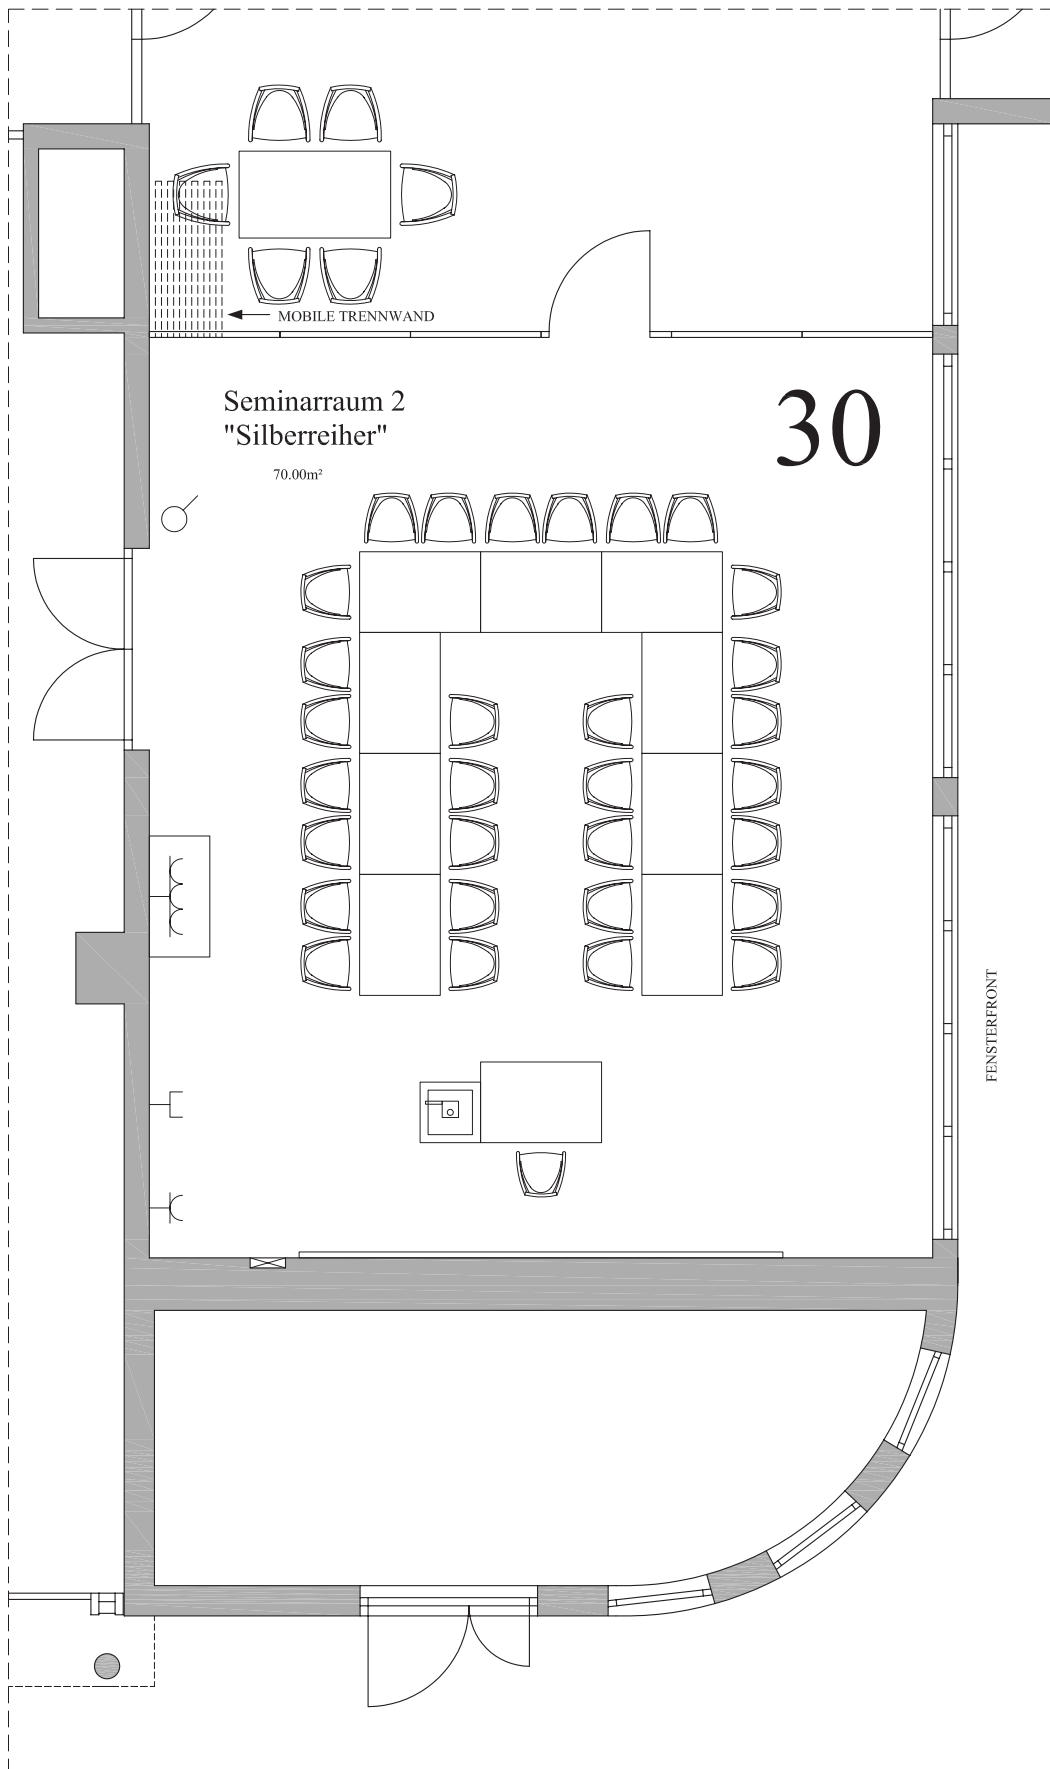 MOBILE TRENNWAND
Seminarraum 2
"Silberreiher"
70.00m²
30
FENSTERFRONT